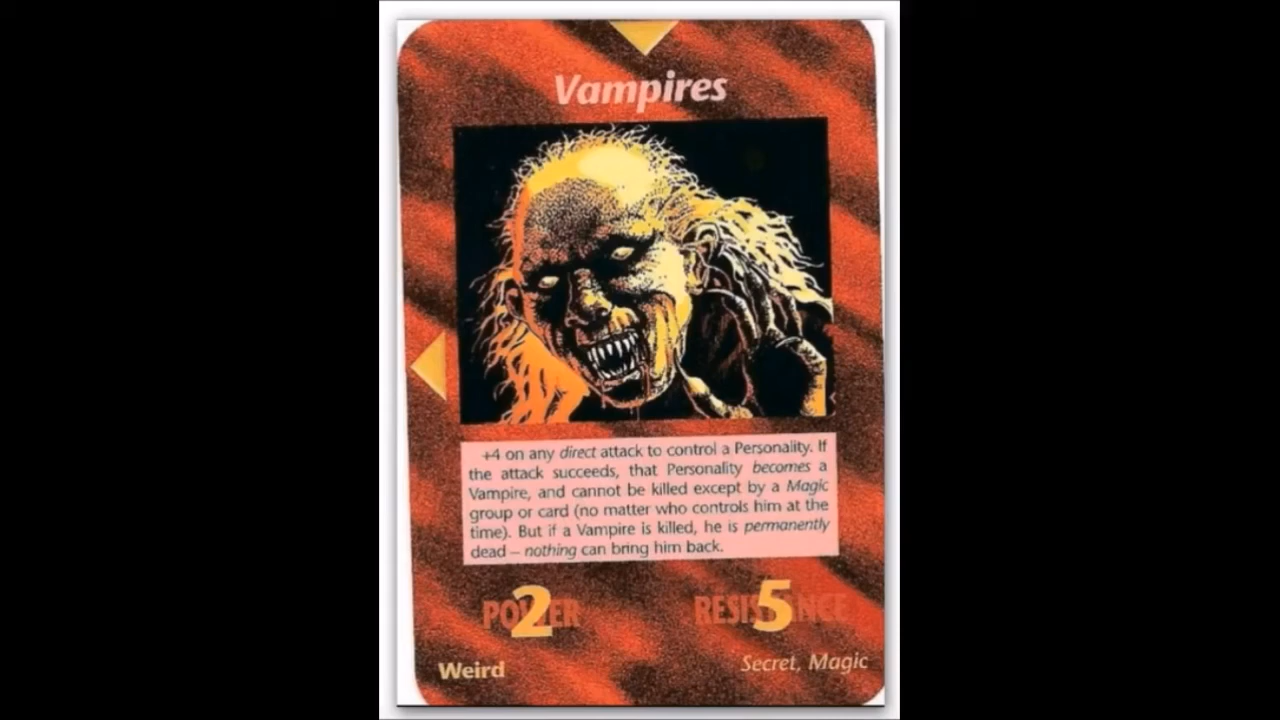 Vampires
+4 on any direct attack to control a Personality. If
the attack succeeds, that Personality becomes a
Vampire, and cannot be killed except by a Magic
group or card (no matter who controls him at the
time). But if a Vampire is killed, he is permanently
dead – nothing can bring him back.
POWER 2
RESISTANCE 5
Weird
Secret, Magic